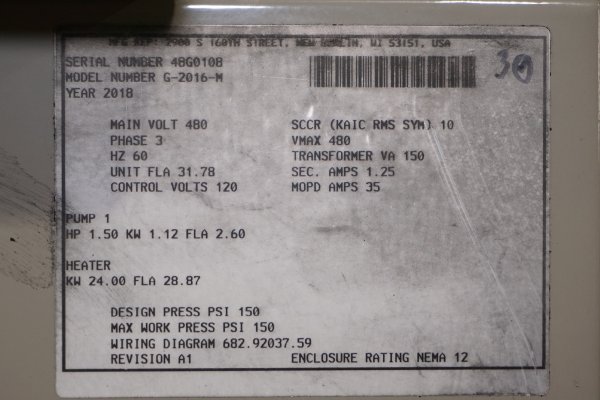 MFG REP: 2900 S 160TH STREET, NEW BERLIN, WI 53151, USA
SERIAL NUMBER 48G0108
MODEL NUMBER G-2016-M
YEAR 2018
30
MAIN VOLT 480 SCCR (KAIC RMS SYM) 10
PHASE 3 VMAX 480
HZ 60 TRANSFORMER VA 150
UNIT FLA 31.78 SEC. AMPS 1.25
CONTROL VOLTS 120 MOPD AMPS 35
PUMP 1
HP 1.50 KW 1.12 FLA 2.60
HEATER
KW 24.00 FLA 28.87
DESIGN PRESS PSI 150
MAX WORK PRESS PSI 150
WIRING DIAGRAM 682.92037.59
REVISION A1 ENCLOSURE RATING NEMA 12